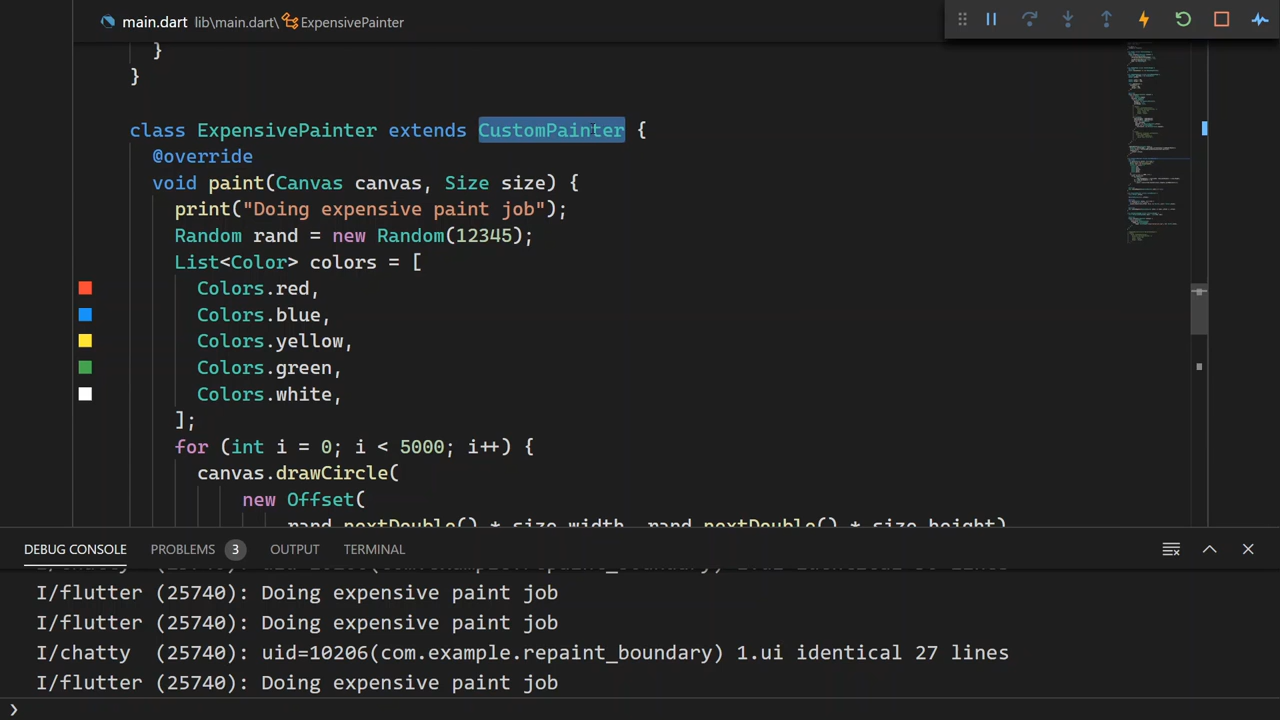 main.dart lib\main.dart\ ExpensivePainter
}
}
class ExpensivePainter extends CustomPainter {
@override
void paint(Canvas canvas, Size size) {
print("Doing expensive paint job");
Random rand = new Random(12345);
List<Color> colors = [
Colors.red,
Colors.blue,
Colors.yellow,
Colors.green,
Colors.white,
];
for (int i = 0; i < 5000; i++) {
canvas.drawCircle(
new Offset(
rand.nextDouble() * size.width, rand.nextDouble() * size.height)
DEBUG CONSOLE PROBLEMS 3 OUTPUT TERMINAL
I/flutter (25740): Doing expensive paint job
I/flutter (25740): Doing expensive paint job
I/chatty (25740): uid=10206(com.example.repaint_boundary) 1.ui identical 27 lines
I/flutter (25740): Doing expensive paint job